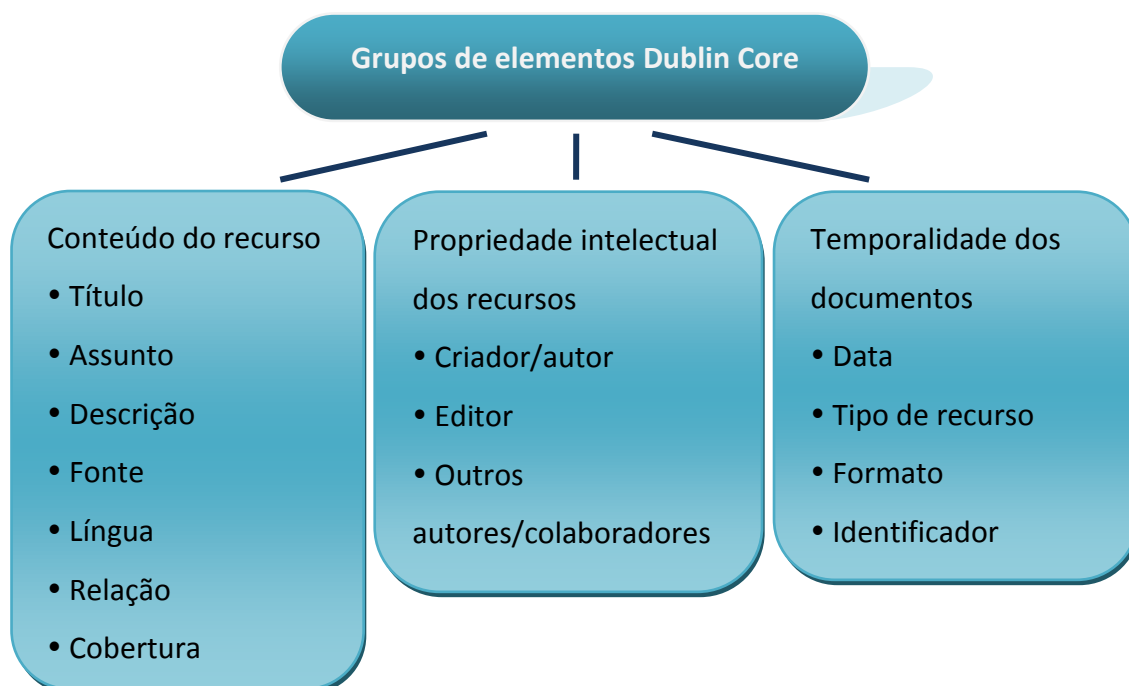 Grupos de elementos Dublin Core
Conteúdo do recurso
• Título
• Assunto
• Descrição
• Fonte
• Língua
• Relação
• Cobertura
Propriedade intelectual
dos recursos
• Criador/autor
• Editor
• Outros
autores/colaboradores
Temporalidade dos
documentos
• Data
• Tipo de recurso
• Formato
• Identificador